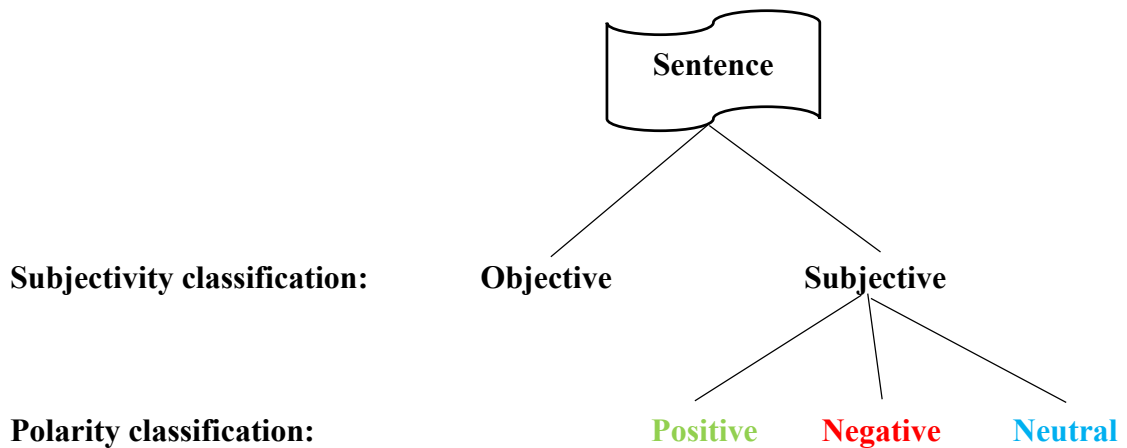 Sentence
Subjectivity classification: Objective Subjective
Polarity classification: Positive Negative Neutral